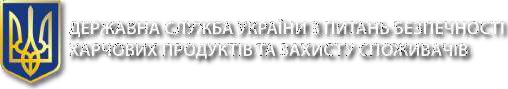 ДЕРЖАВНА СЛУЖБА УКРАЇНИ З ПИТАНЬ БЕЗПЕЧНОСТІ
ХАРЧОВИХ ПРОДУКТІВ ТА ЗАХИСТУ СПОЖИВАЧІВ